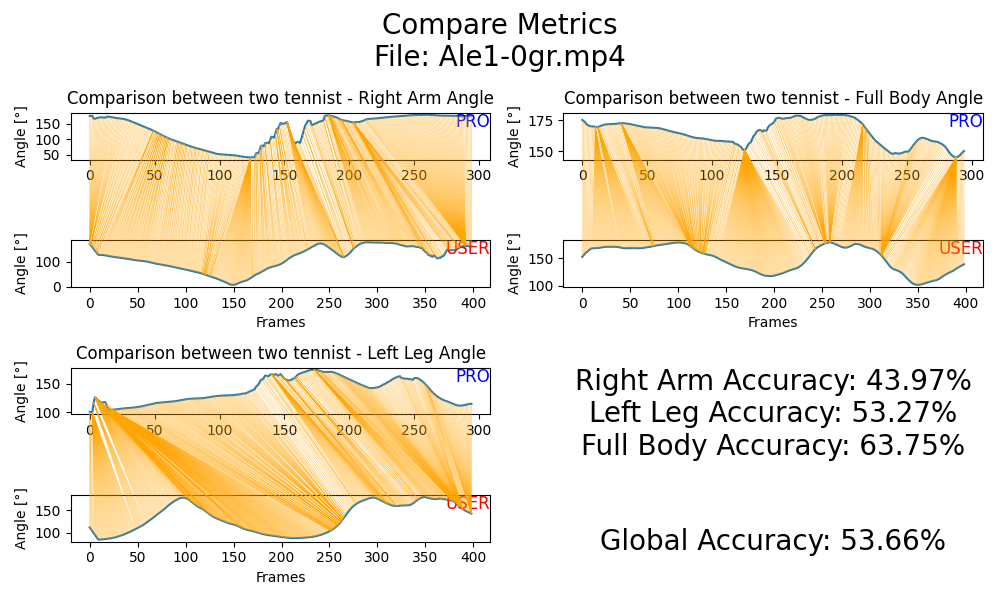 Compare Metrics
File: Ale1-0gr.mp4
Comparison between two tennist - Right Arm Angle
Angle [°]
150
100
50
PRO
0 50 100 150 200 250 300
Angle [°]
100
0
USER
0 50 100 150 200 250 300 350 400
Frames
Comparison between two tennist - Full Body Angle
Angle [°]
175
150
PRO
0 50 100 150 200 250 300
Angle [°]
150
100
USER
0 50 100 150 200 250 300 350 400
Frames
Comparison between two tennist - Left Leg Angle
Angle [°]
150
100
PRO
0 50 100 150 200 250 300
Angle [°]
150
100
USER
0 50 100 150 200 250 300 350 400
Frames
Right Arm Accuracy: 43.97%
Left Leg Accuracy: 53.27%
Full Body Accuracy: 63.75%
Global Accuracy: 53.66%